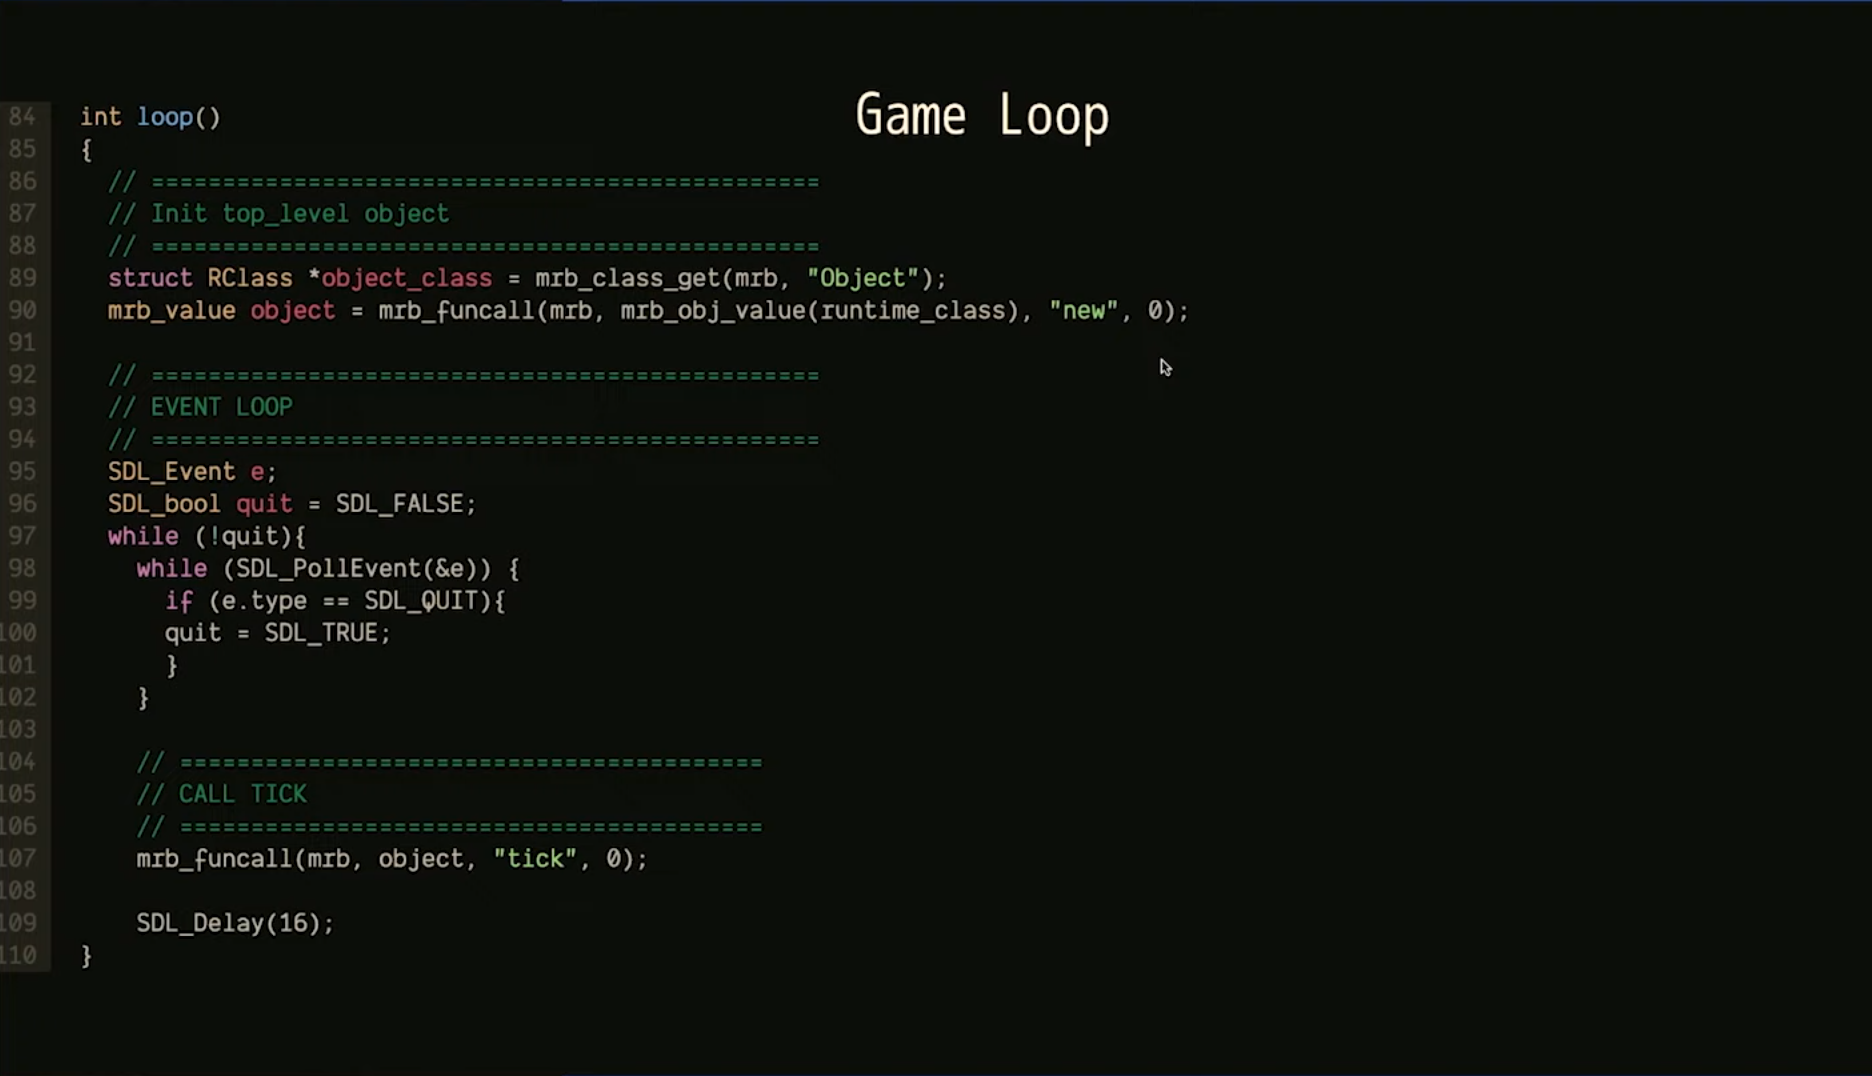 Game Loop
84 int loop()
85 {
86 // ===============================================
87 // Init top_level object
88 // ===============================================
89 struct RClass *object_class = mrb_class_get(mrb, "Object");
90 mrb_value object = mrb_funcall(mrb, mrb_obj_value(runtime_class), "new", 0);
91
92 // ===============================================
93 // EVENT LOOP
94 // ===============================================
95 SDL_Event e;
96 SDL_bool quit = SDL_FALSE;
97 while (!quit){
98 while (SDL_PollEvent(&e)) {
99 if (e.type == SDL_QUIT){
100 quit = SDL_TRUE;
101 }
102 }
103
104 // =========================================
105 // CALL TICK
106 // =========================================
107 mrb_funcall(mrb, object, "tick", 0);
108
109 SDL_Delay(16);
110 }